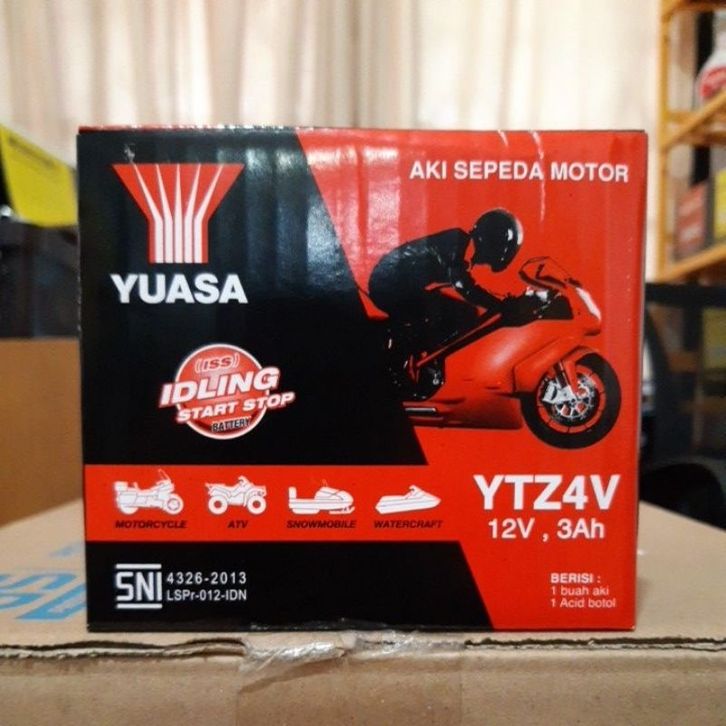 AKI SEPEDA MOTOR
YUASA
((ISS))
IDLING
START STOP
BATTERY
MOTORCYCLE
ATV
SNOWMOBILE
WATERCRAFT
YTZ4V
12V , 3Ah
SNI
4326-2013
LSPr-012-IDN
BERISI :
1 buah aki
1 Acid botol